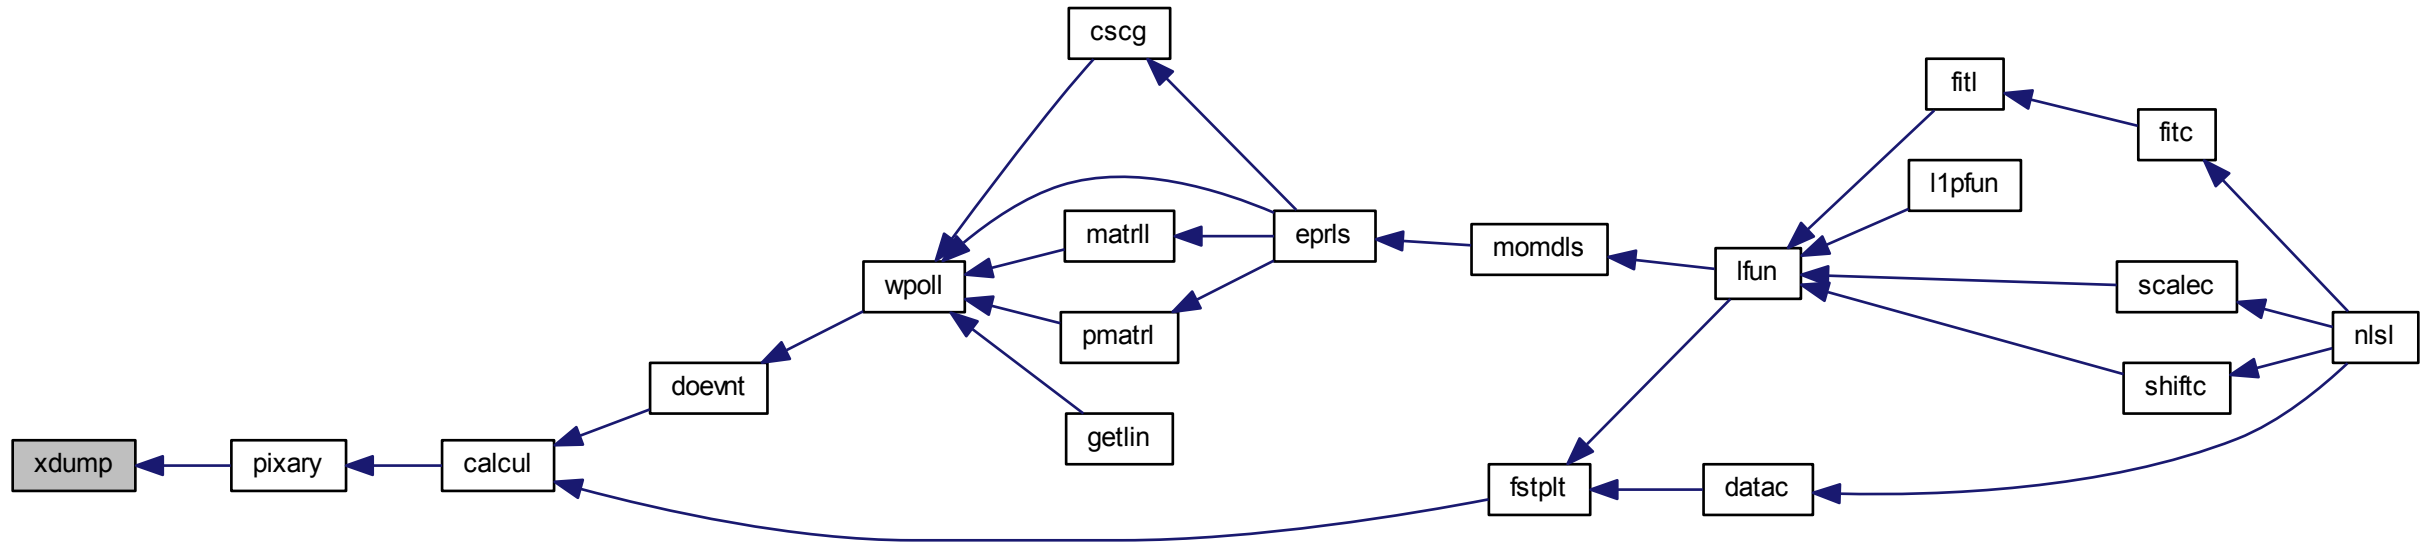 cscg
fitl
fitc
l1pfun
matrll
eprls
momdls
lfun
wpoll
scalec
pmatrl
nlsl
doevnt
shiftc
getlin
xdump
pixary
calcul
fstplt
datac